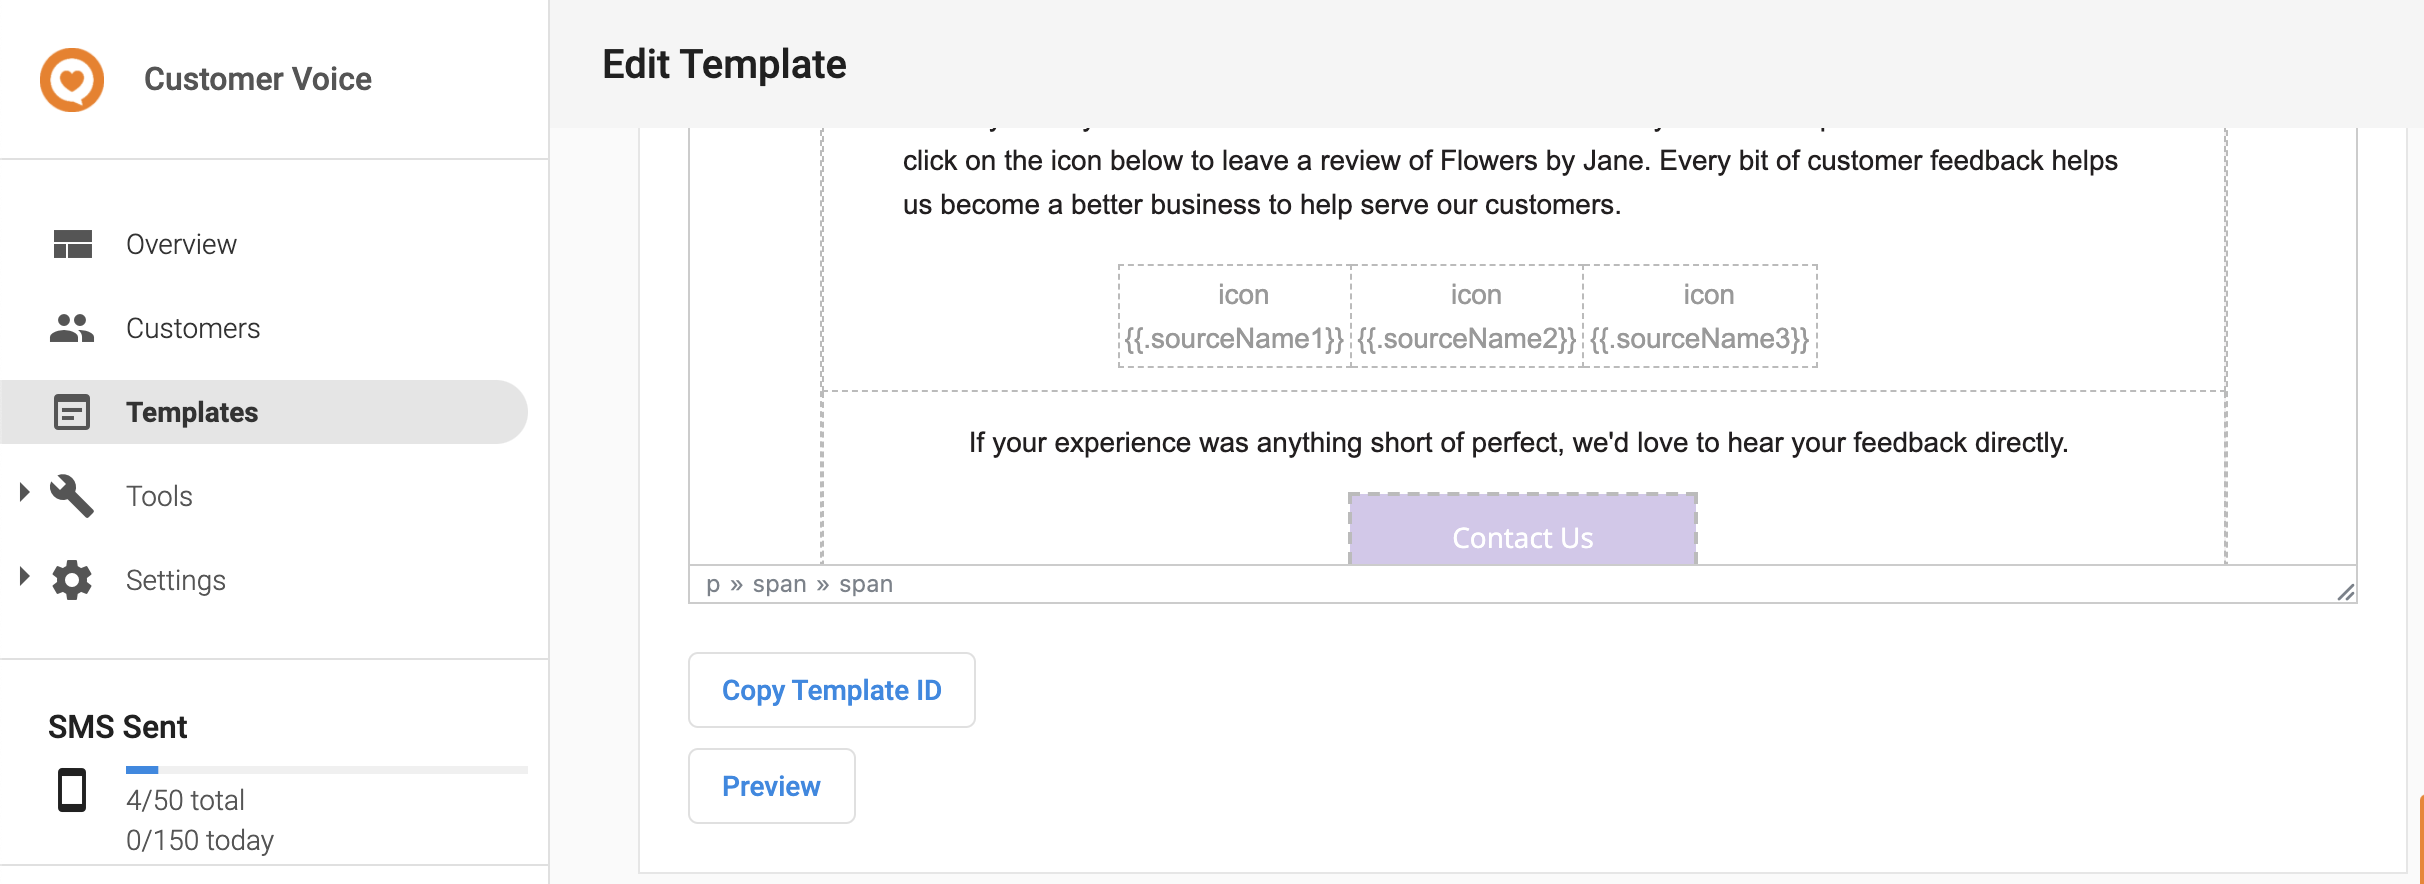 Customer Voice
Edit Template
click on the icon below to leave a review of Flowers by Jane. Every bit of customer feedback helps
us become a better business to help serve our customers.
icon icon icon
{{.sourceName1}} {{.sourceName2}} {{.sourceName3}}
If your experience was anything short of perfect, we'd love to hear your feedback directly.
Contact Us
p » span » span
Copy Template ID
Preview
Overview
Customers
Templates
Tools
Settings
SMS Sent
4/50 total
0/150 today